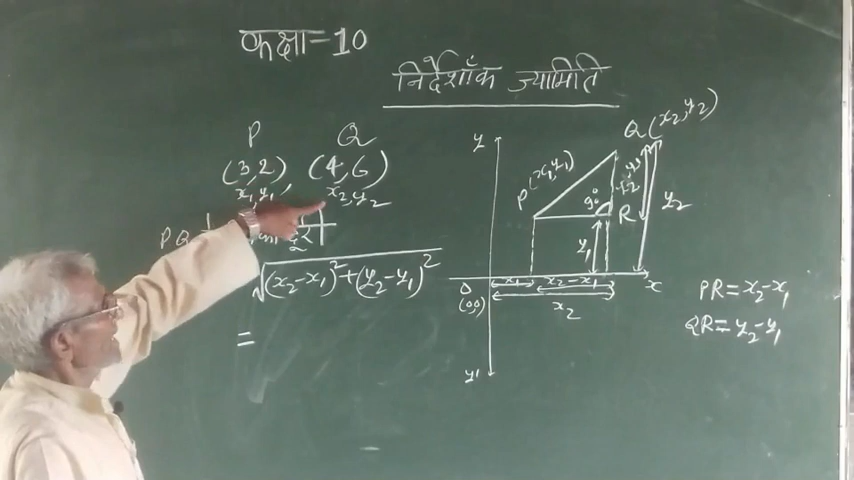 कक्षा-10
निर्देशाँक ज्यामिति
P Q
(3,2), (4,6)
x₁,y₁ x₂,y₂
PQ
√(x₂-x₁)²+(y₂-y₁)²
=
y
Q(x₂,y₂)
P(x₁,y₁)
90°
R
y₂
y₁
x₁ x₂-x₁
x₂
O
(0,0)
x
y'
PR=x₂-x₁
QR=y₂-y₁